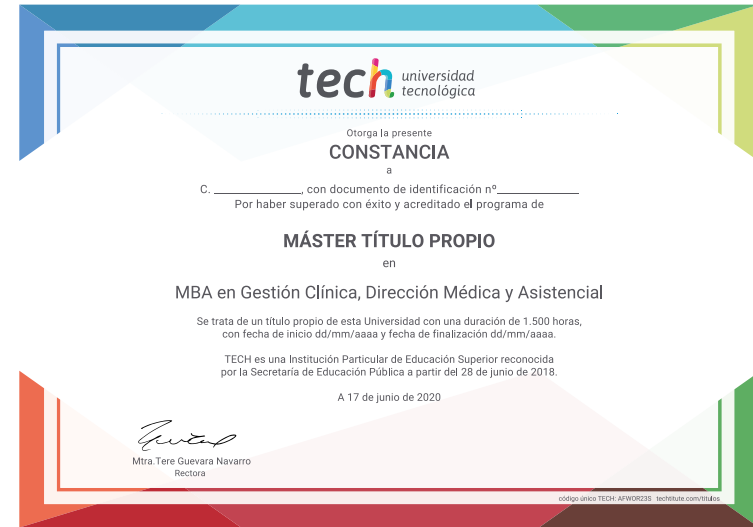 tech universidad
tecnológica
Otorga la presente
CONSTANCIA
a
C. ______________, con documento de identificación nº_____________
Por haber superado con éxito y acreditado el programa de
MÁSTER TÍTULO PROPIO
en
MBA en Gestión Clínica, Dirección Médica y Asistencial
Se trata de un título propio de esta Universidad con una duración de 1.500 horas,
con fecha de inicio dd/mm/aaaa y fecha de finalización dd/mm/aaaa.
TECH es una Institución Particular de Educación Superior reconocida
por la Secretaría de Educación Pública a partir del 28 de junio de 2018.
A 17 de junio de 2020
Mtra.Tere Guevara Navarro
Rectora
código único TECH: AFWOR23S techtitute.com/titulos